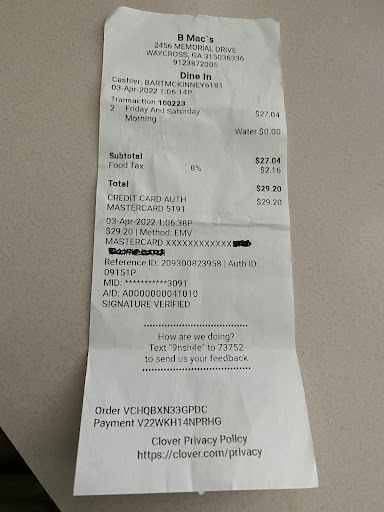 B Mac`s
2456 MEMORIAL DRIVE
WAYCROSS, GA 315036336
9123872005
Dine In
Cashier: BARTMCKINNEY6181
03-Apr-2022 1:06:14P
Transaction 100223
2 Friday And Saturday Morning $27.04
Water $0.00
Subtotal $27.04
Food Tax 8% $2.16
Total $29.20
CREDIT CARD AUTH $29.20
MASTERCARD 5191
03-Apr-2022 1:06:38P
$29.20 | Method: EMV
MASTERCARD XXXXXXXXXXXX
Reference ID: 209300823958 | Auth ID:
09151P
MID: **********3091
AID: A0000000041010
SIGNATURE VERIFIED
How are we doing?
Text "9nsh4e" to 73752
to send us your feedback
Order VCHQBXN33GPDC
Payment V22WKH14NPRHG
Clover Privacy Policy
https://clover.com/privacy